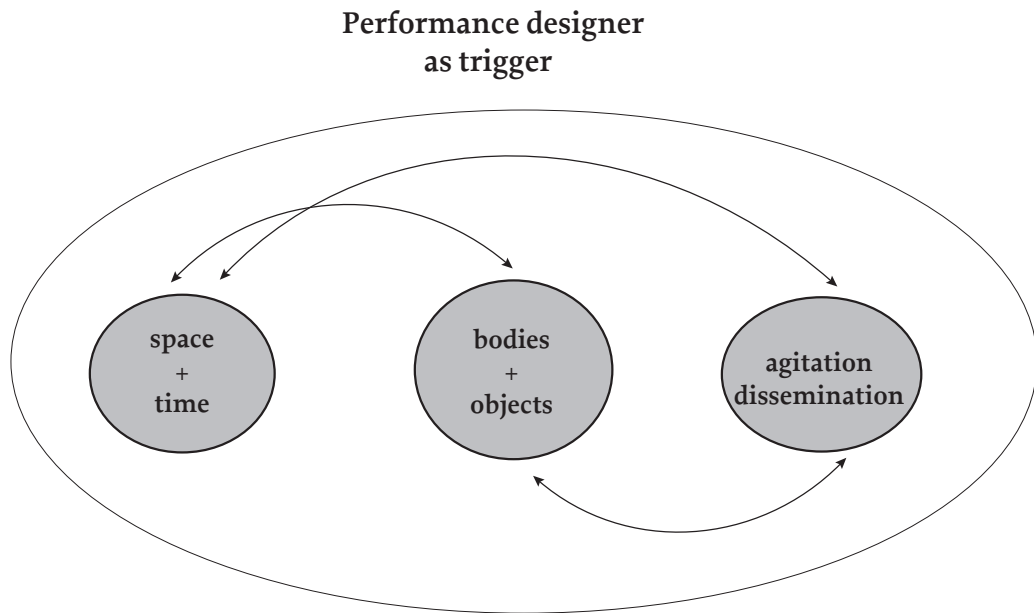 Performance designer
as trigger
space
+
time
bodies
+
objects
agitation
dissemination